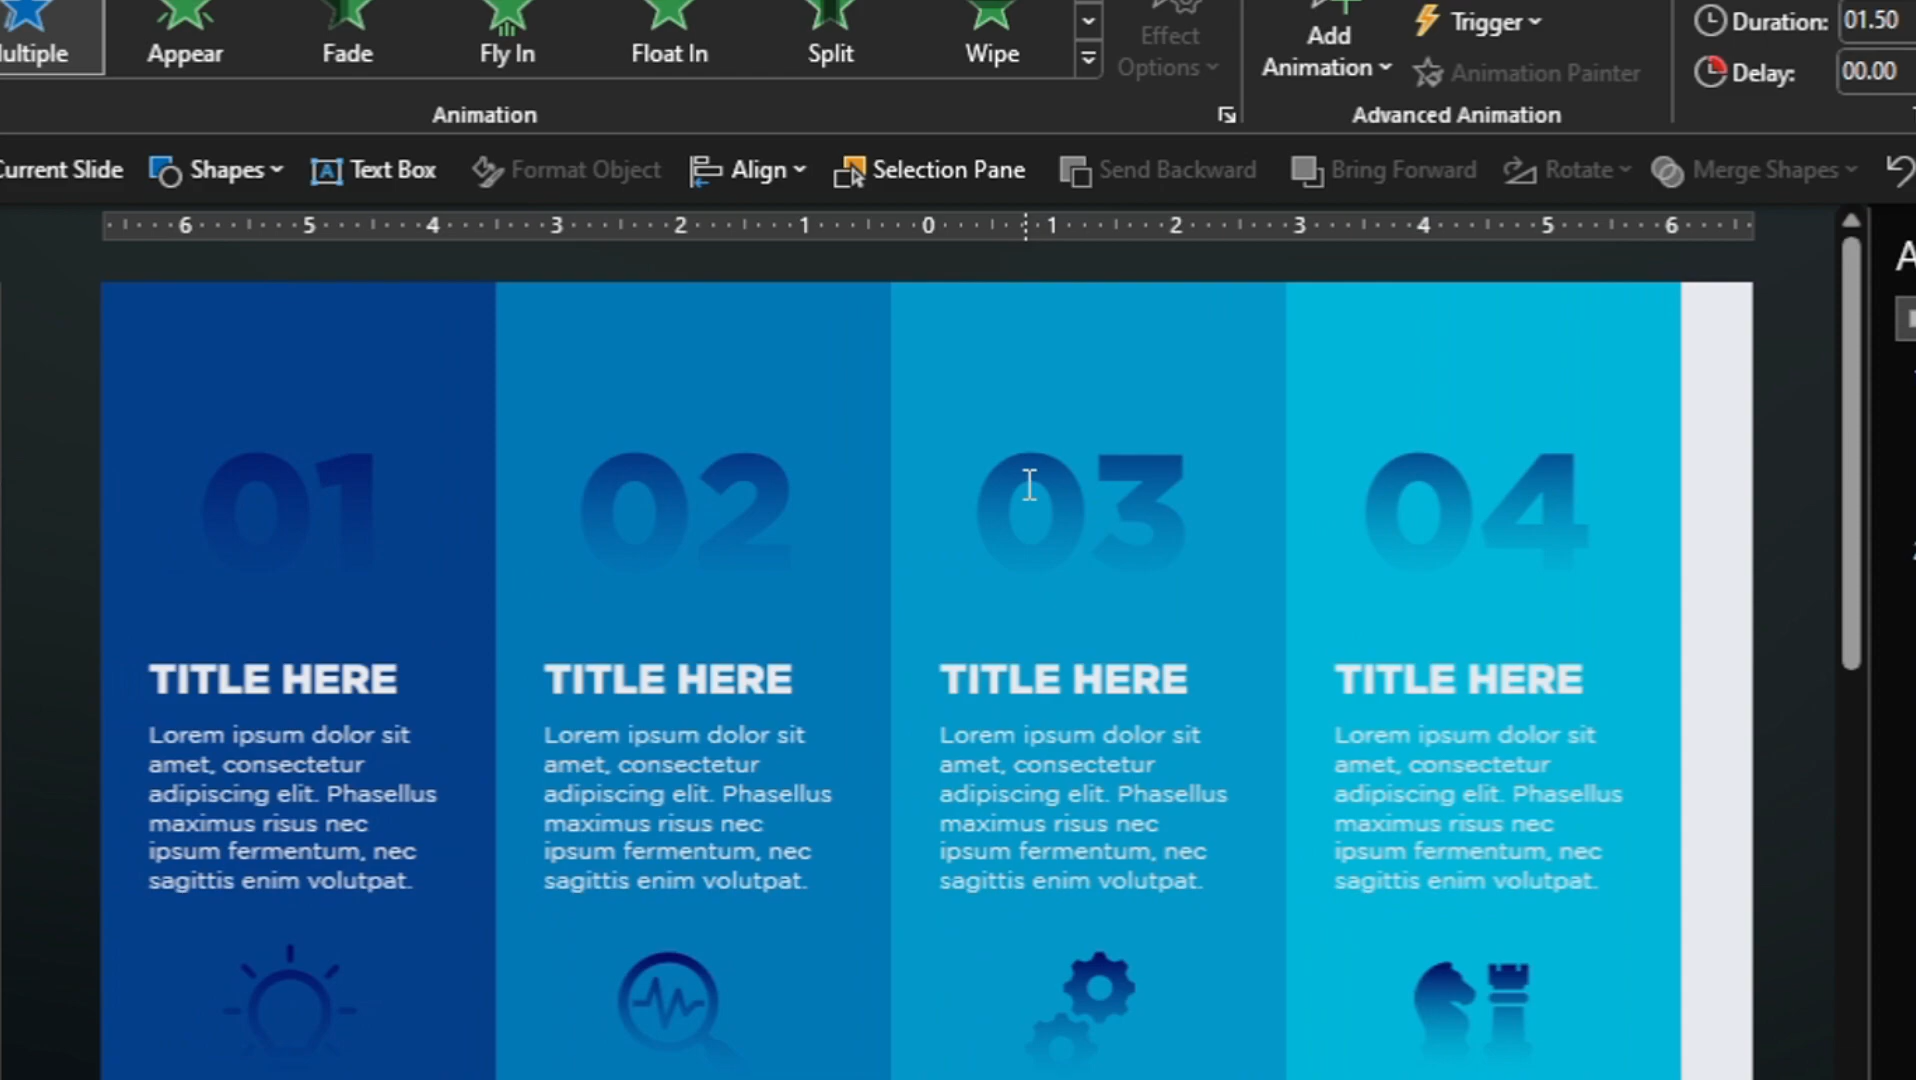 ultiple
Appear
Fade
Fly In
Float In
Split
Wipe
Effect
Options
Add
Animation
Trigger
Animation Painter
Duration: 01.50
Delay: 00.00
Animation
Advanced Animation
Current Slide
Shapes
Text Box
Format Object
Align
Selection Pane
Send Backward
Bring Forward
Rotate
Merge Shapes
6 5 4 3 2 1 0 1 2 3 4 5 6
A
01
TITLE HERE
Lorem ipsum dolor sit
amet, consectetur
adipiscing elit. Phasellus
maximus risus nec
ipsum fermentum, nec
sagittis enim volutpat.
02
TITLE HERE
Lorem ipsum dolor sit
amet, consectetur
adipiscing elit. Phasellus
maximus risus nec
ipsum fermentum, nec
sagittis enim volutpat.
03
TITLE HERE
Lorem ipsum dolor sit
amet, consectetur
adipiscing elit. Phasellus
maximus risus nec
ipsum fermentum, nec
sagittis enim volutpat.
04
TITLE HERE
Lorem ipsum dolor sit
amet, consectetur
adipiscing elit. Phasellus
maximus risus nec
ipsum fermentum, nec
sagittis enim volutpat.